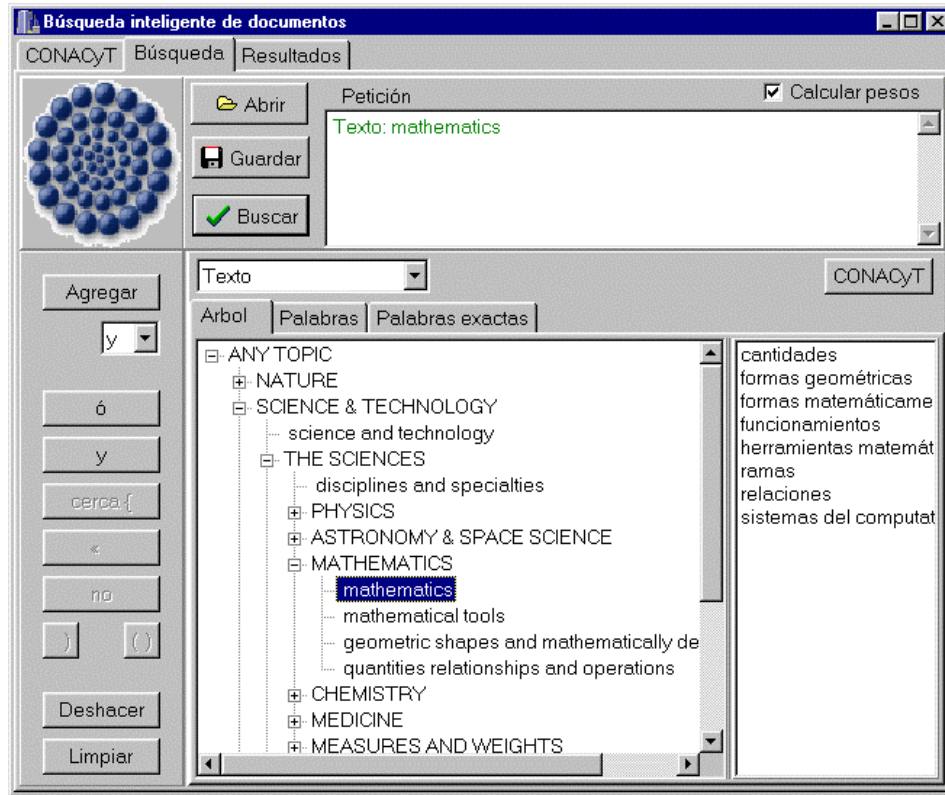 Búsqueda inteligente de documentos
CONACyT Búsqueda Resultados
Abrir
Guardar
Buscar
Petición
Calcular pesos
Texto: mathematics
Agregar
y
ó
y
cerca {
«
no
) ( )
Deshacer
Limpiar
Texto
CONACyT
Arbol Palabras Palabras exactas
ANY TOPIC
NATURE
SCIENCE & TECHNOLOGY
science and technology
THE SCIENCES
disciplines and specialties
PHYSICS
ASTRONOMY & SPACE SCIENCE
MATHEMATICS
mathematics
mathematical tools
geometric shapes and mathematically de
quantities relationships and operations
CHEMISTRY
MEDICINE
MEASURES AND WEIGHTS
cantidades
formas geométricas
formas matemáticame
funcionamientos
herramientas matemát
ramas
relaciones
sistemas del computat